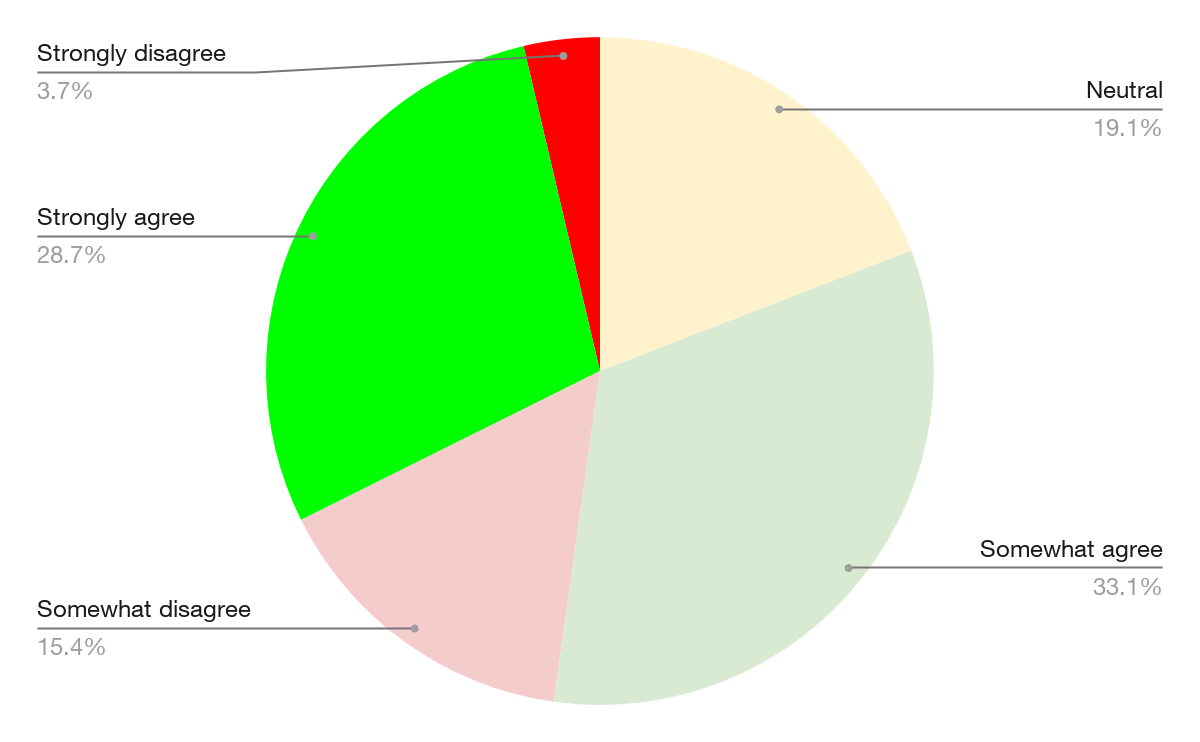 Strongly disagree
3.7%
Neutral
19.1%
Strongly agree
28.7%
Somewhat agree
33.1%
Somewhat disagree
15.4%